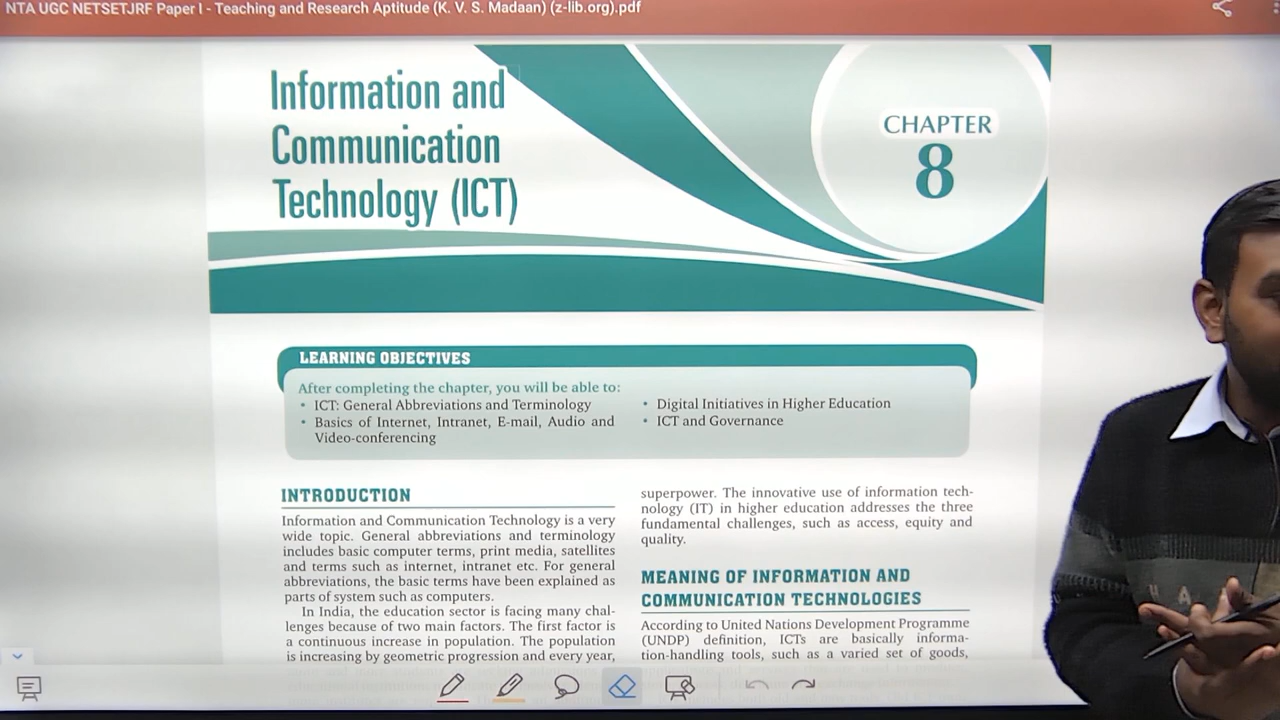 NTA UGC NETSETJRF Paper I - Teaching and Research Aptitude (K. V. S. Madaan) (z-lib.org).pdf
Information and
Communication
Technology (ICT)
CHAPTER
8
LEARNING OBJECTIVES
After completing the chapter, you will be able to:
• ICT: General Abbreviations and Terminology
• Basics of Internet, Intranet, E-mail, Audio and
Video-conferencing
• Digital Initiatives in Higher Education
• ICT and Governance
INTRODUCTION
Information and Communication Technology is a very
wide topic. General abbreviations and terminology
includes basic computer terms, print media, satellites
and terms such as internet, intranet etc. For general
abbreviations, the basic terms have been explained as
parts of system such as computers.
In India, the education sector is facing many chal-
lenges because of two main factors. The first factor is
a continuous increase in population. The population
is increasing by geometric progression and every year,
superpower. The innovative use of information tech-
nology (IT) in higher education addresses the three
fundamental challenges, such as access, equity and
quality.
MEANING OF INFORMATION AND
COMMUNICATION TECHNOLOGIES
According to United Nations Development Programme
(UNDP) definition, ICTs are basically informa-
tion-handling tools, such as a varied set of goods,